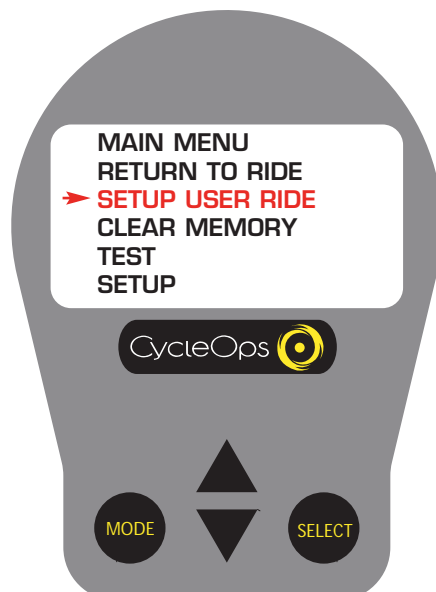 MAIN MENU
RETURN TO RIDE
SETUP USER RIDE
CLEAR MEMORY
TEST
SETUP
CycleOps
MODE
SELECT